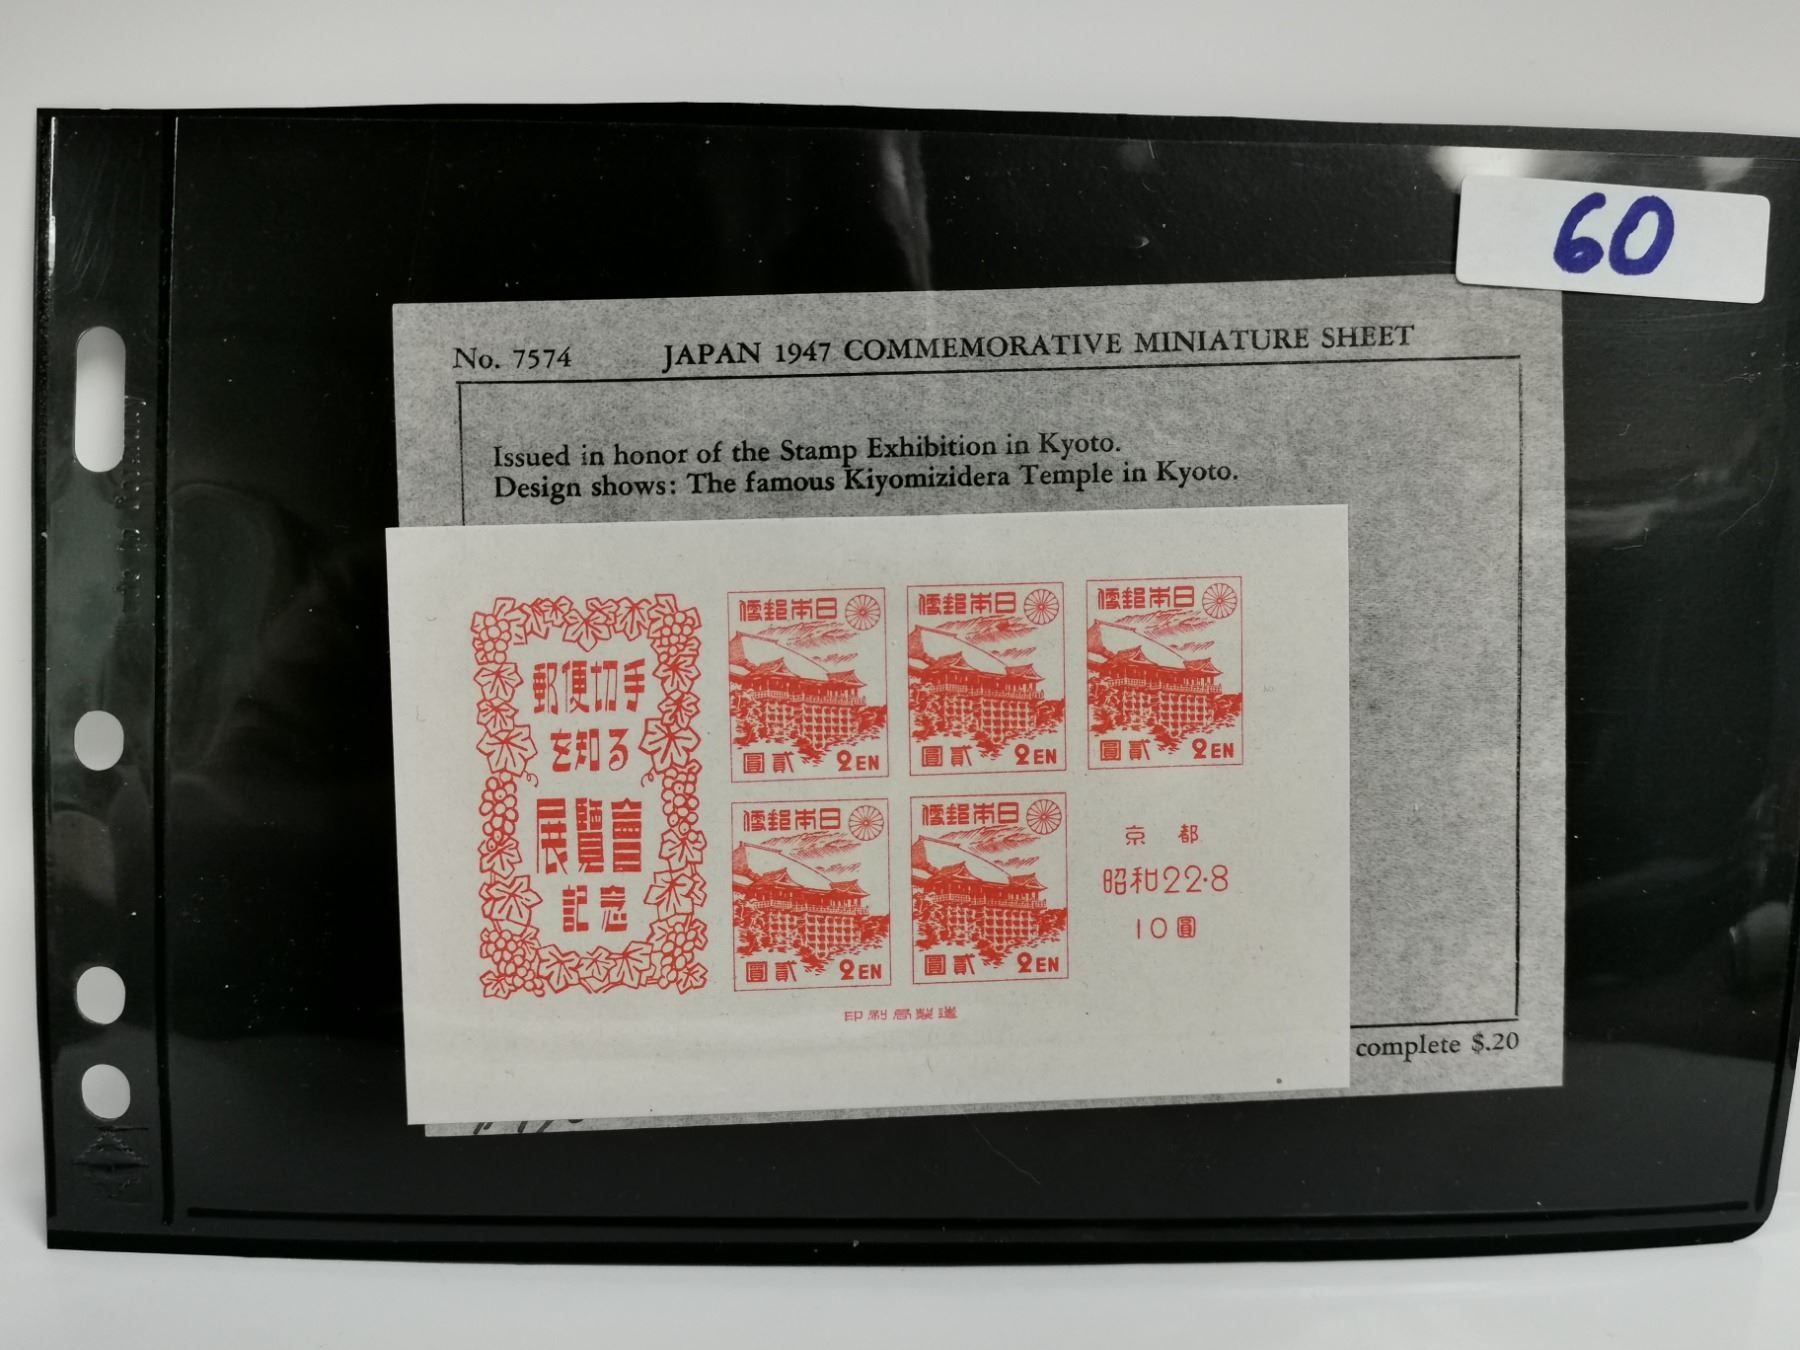 60
No. 7574 JAPAN 1947 COMMEMORATIVE MINIATURE SHEET
Issued in honor of the Stamp Exhibition in Kyoto.
Design shows: The famous Kiyomizidera Temple in Kyoto.
郵便切手
を知る
展覽會
記念
便郵本日
圓貳 2EN
便郵本日
圓貳 2EN
便郵本日
圓貳 2EN
便郵本日
圓貳 2EN
便郵本日
圓貳 2EN
京都
昭和22·8
10圓
印刷局製造
complete $.20